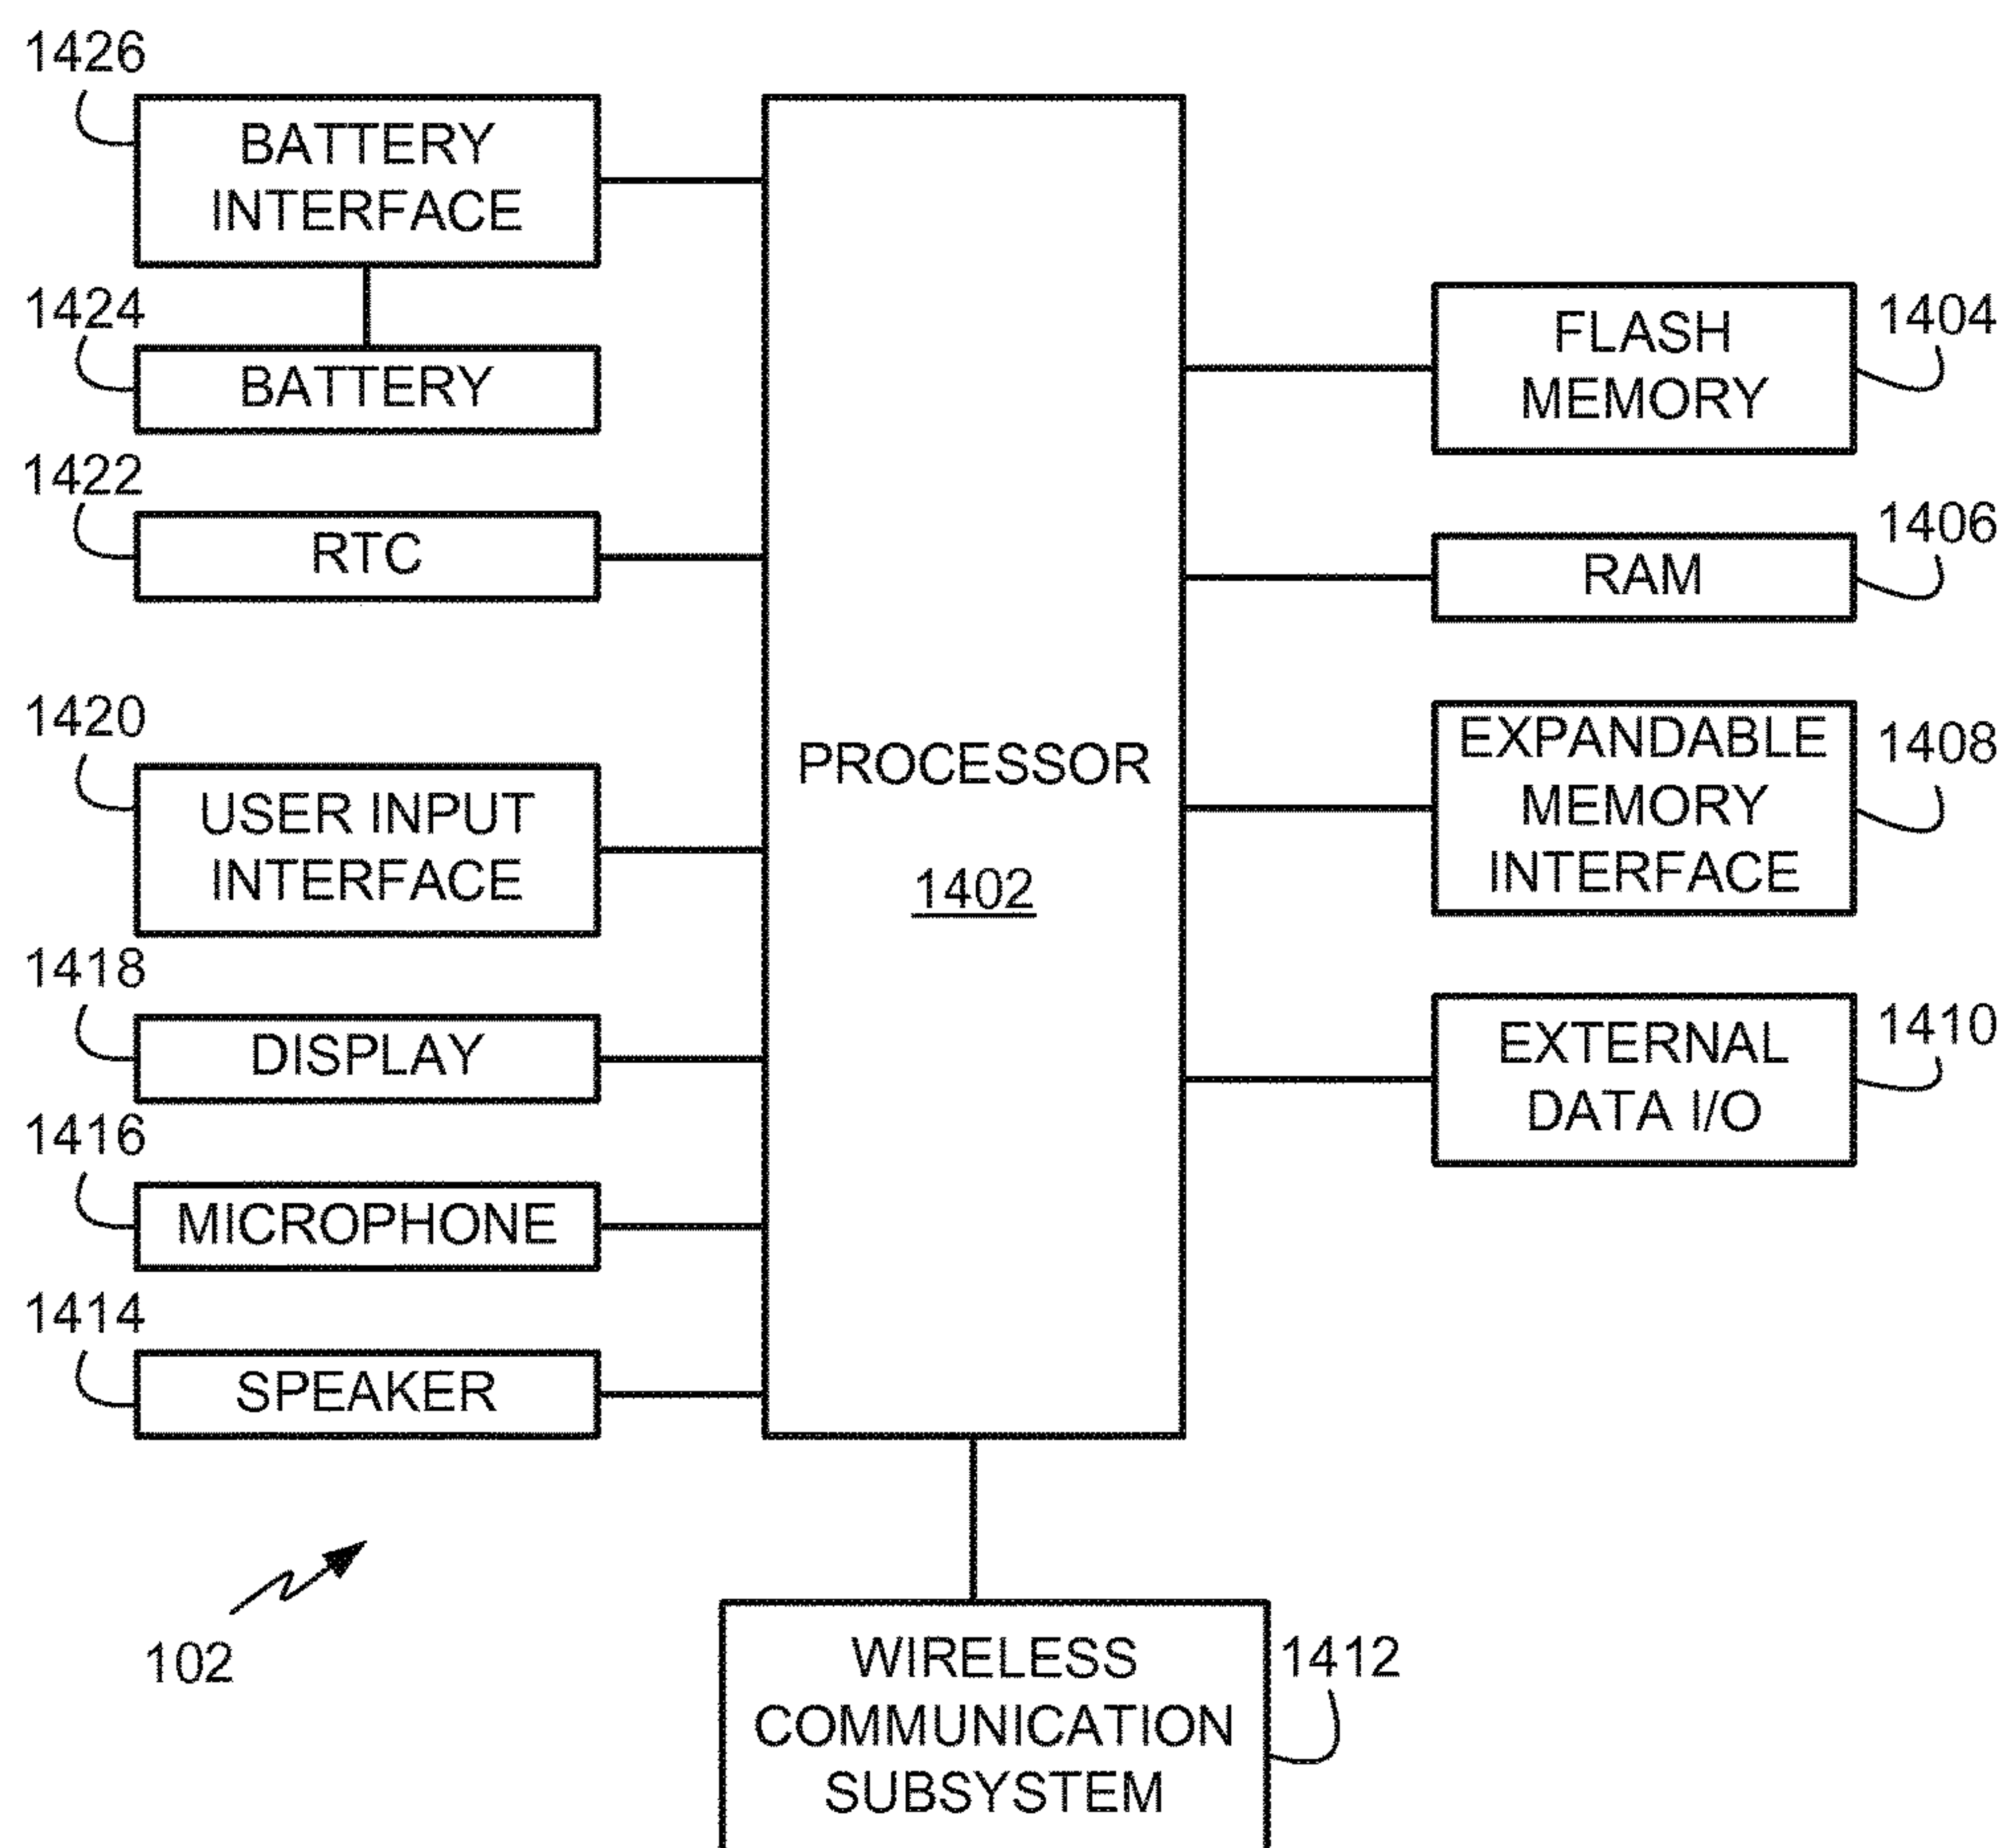 1426
BATTERY
INTERFACE
1424
BATTERY
1422
RTC
1420
USER INPUT
INTERFACE
1418
DISPLAY
1416
MICROPHONE
1414
SPEAKER
102
PROCESSOR
1402
FLASH
MEMORY
1404
RAM
1406
EXPANDABLE
MEMORY
INTERFACE
1408
EXTERNAL
DATA I/O
1410
WIRELESS
COMMUNICATION
SUBSYSTEM
1412